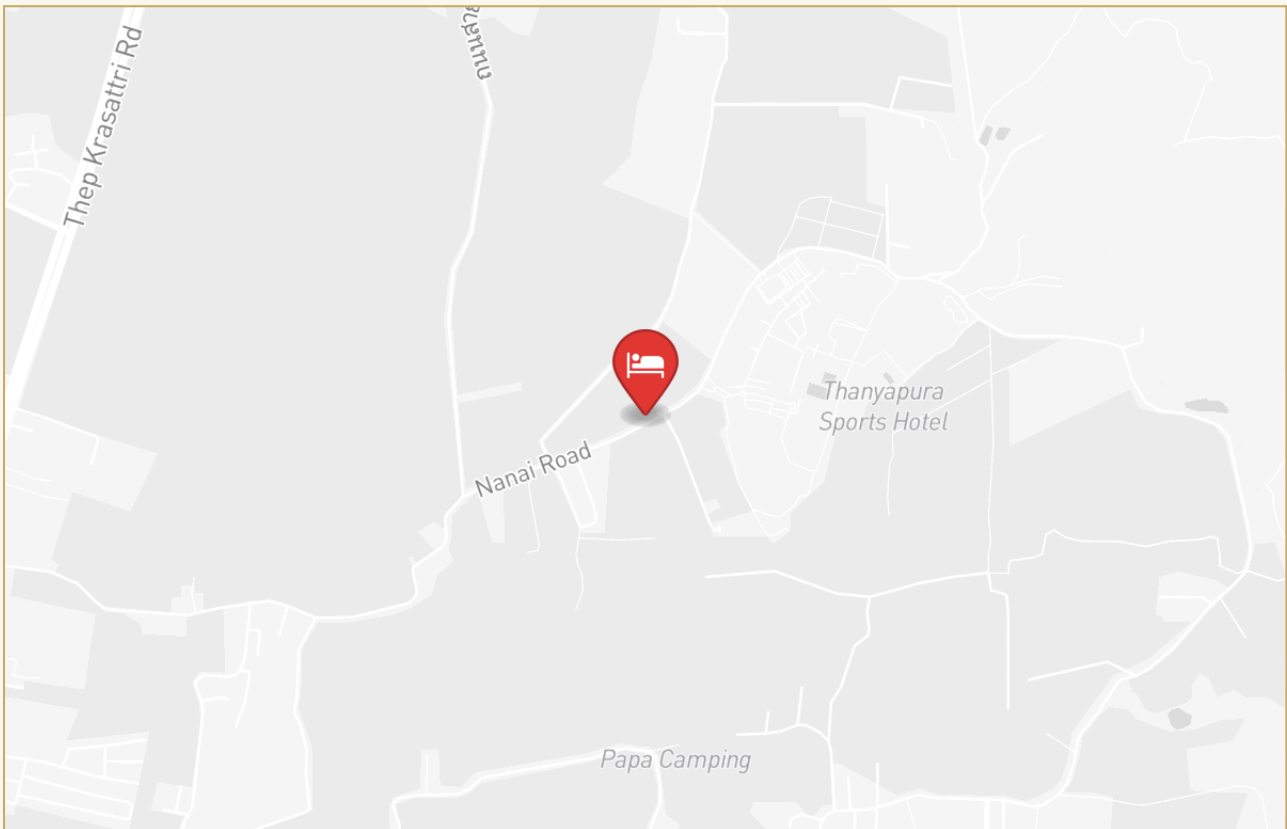 Thep Krasattri Rd
Nanai Road
Thanyapura
Sports Hotel
Papa Camping